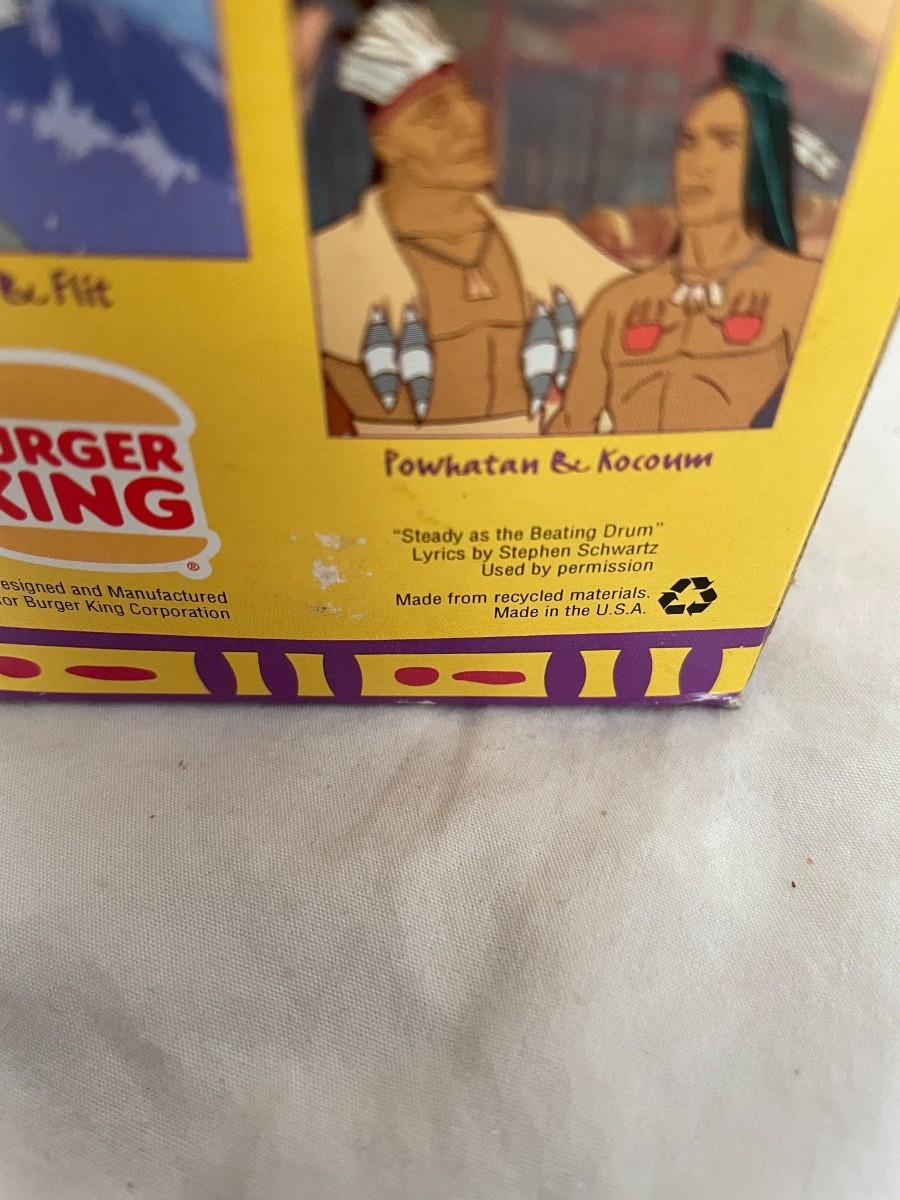 & Flit
URGER
KING
®
Powhatan & Kocoum
"Steady as the Beating Drum"
Lyrics by Stephen Schwartz
Used by permission
esigned and Manufactured
or Burger King Corporation
Made from recycled materials.
Made in the U.S.A.